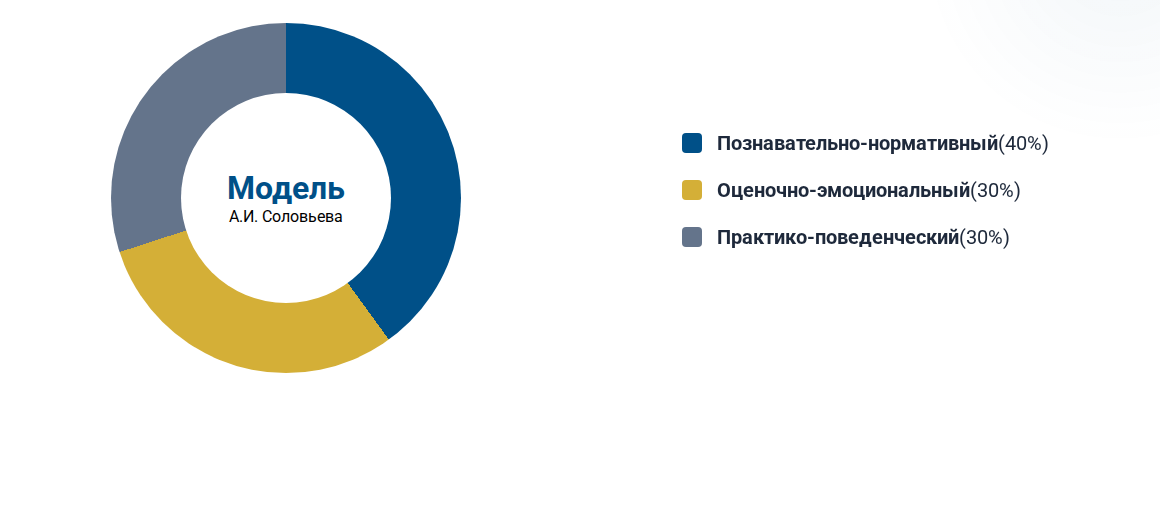 Модель
А.И. Соловьева
Познавательно-нормативный(40%)
Оценочно-эмоциональный(30%)
Практико-поведенческий(30%)